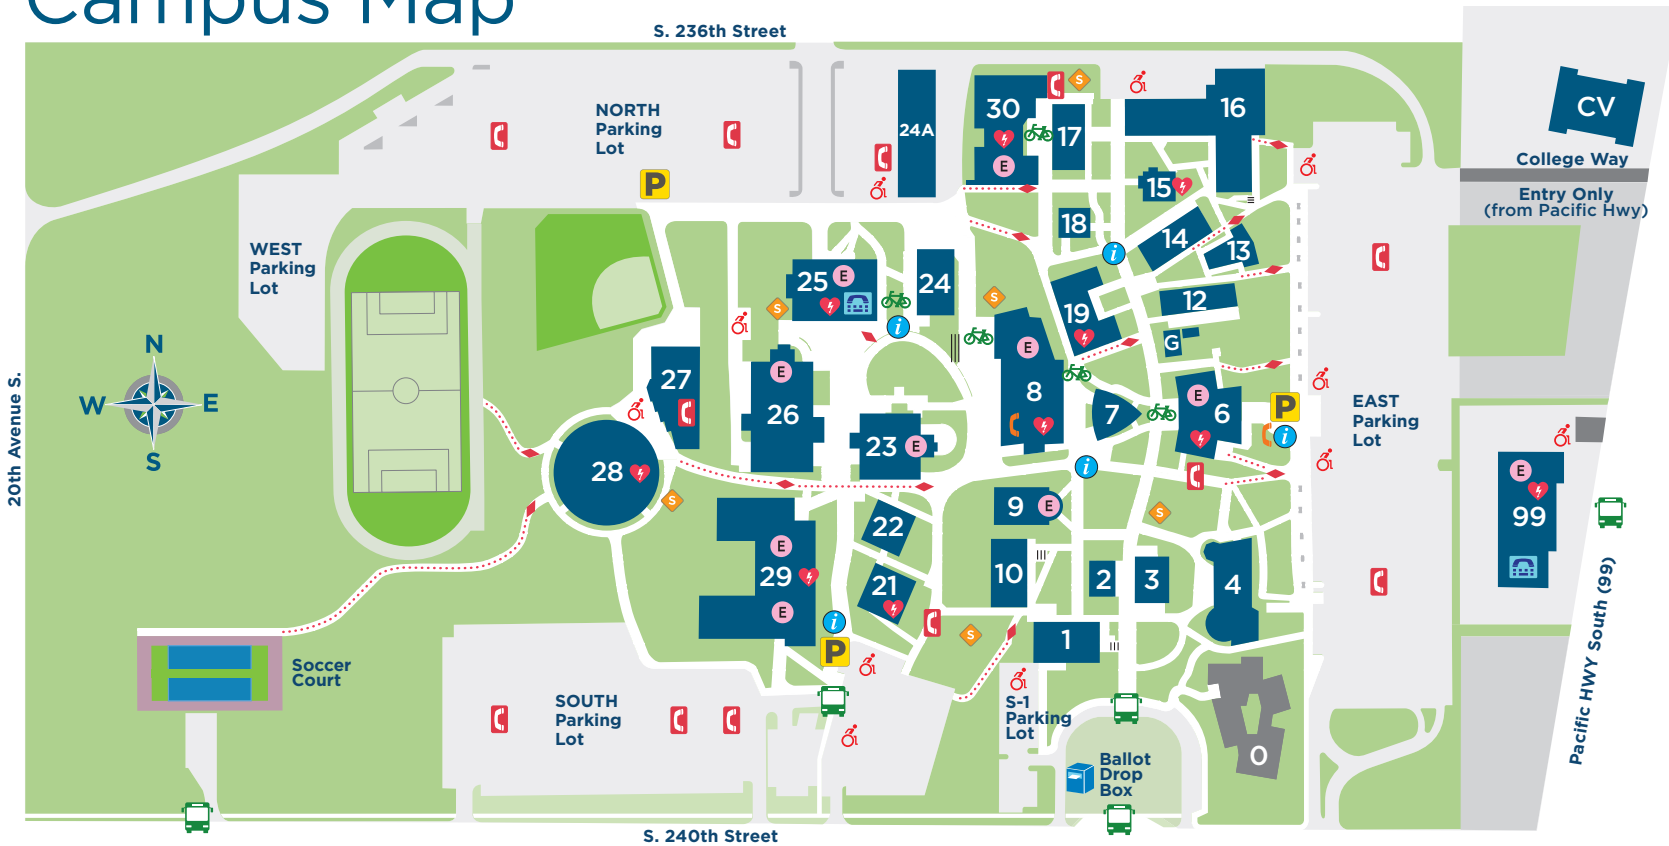 Campus Map
S. 236th Street
NORTH
Parking
Lot
P
24A
30
E
17
S
16
CV
College Way
Entry Only
(from Pacific Hwy)
15
18
14
13
i
WEST
Parking
Lot
25
E
24
S
S
12
19
G
i
N
W
E
S
20th Avenue S.
27
26
E
23
E
8
E
7
6
E
P
i
EAST
Parking
Lot
28
S
i
9
E
S
99
E
22
29
E
E
21
10
2
3
4
i
P
S
1
Soccer
Court
SOUTH
Parking
Lot
S-1
Parking
Lot
0
Ballot
Drop
Box
Pacific HWY South (99)
S. 240th Street